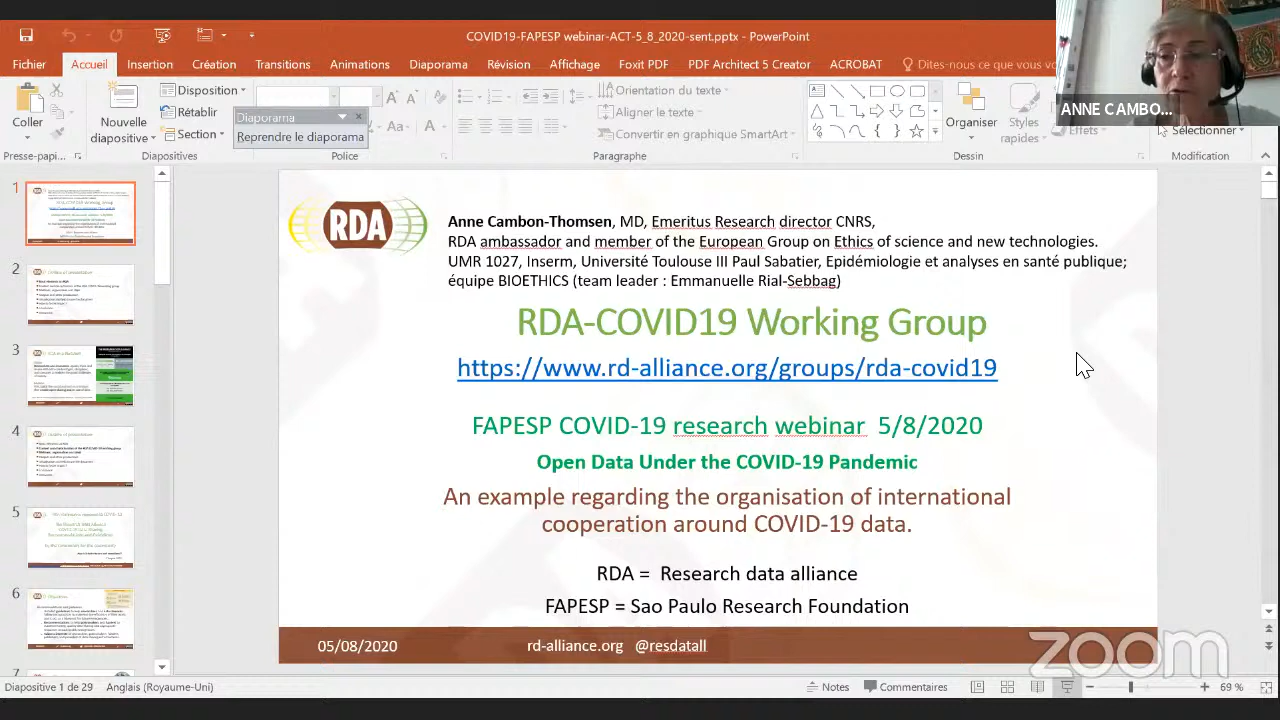 COVID19-FAPESP webinar-ACT-5_8_2020-sent.pptx - PowerPoint
Fichier Accueil Insertion Création Transitions Animations Diaporama Révision Affichage Foxit PDF PDF Architect 5 Creator ACROBAT Dites-nous ce que vous vo
ANNE CAMBO...
Coller
Nouvelle diapositive
Disposition
Rétablir
Section
Diaporama
Reprendre le diaporama
Aa
A
Orientation du texte
Aligner le texte
Convertir en graphique SmartArt
Organiser
Styles rapides
Effets
Sélectionner
Presse-papi... Diapositives Police Paragraphe Dessin Modification
1
2
3
4
5
6
7
RDA
Anne Cambon-Thomsen, MD, Emeritus Research Director CNRS,
RDA ambassador and member of the European Group on Ethics of science and new technologies.
UMR 1027, Inserm, Université Toulouse III Paul Sabatier, Epidémiologie et analyses en santé publique;
équipe BIOETHICS (team leader : Emmanuelle Rial-Sebbag)
RDA-COVID19 Working Group
https://www.rd-alliance.org/groups/rda-covid19
FAPESP COVID-19 research webinar 5/8/2020
Open Data Under the COVID-19 Pandemic
An example regarding the organisation of international
cooperation around COVID-19 data.
RDA = Research data alliance
FAPESP = Sao Paulo Research Foundation
05/08/2020 rd-alliance.org @resdatall
zoom
Diapositive 1 de 29 Anglais (Royaume-Uni) Notes Commentaires 69 %